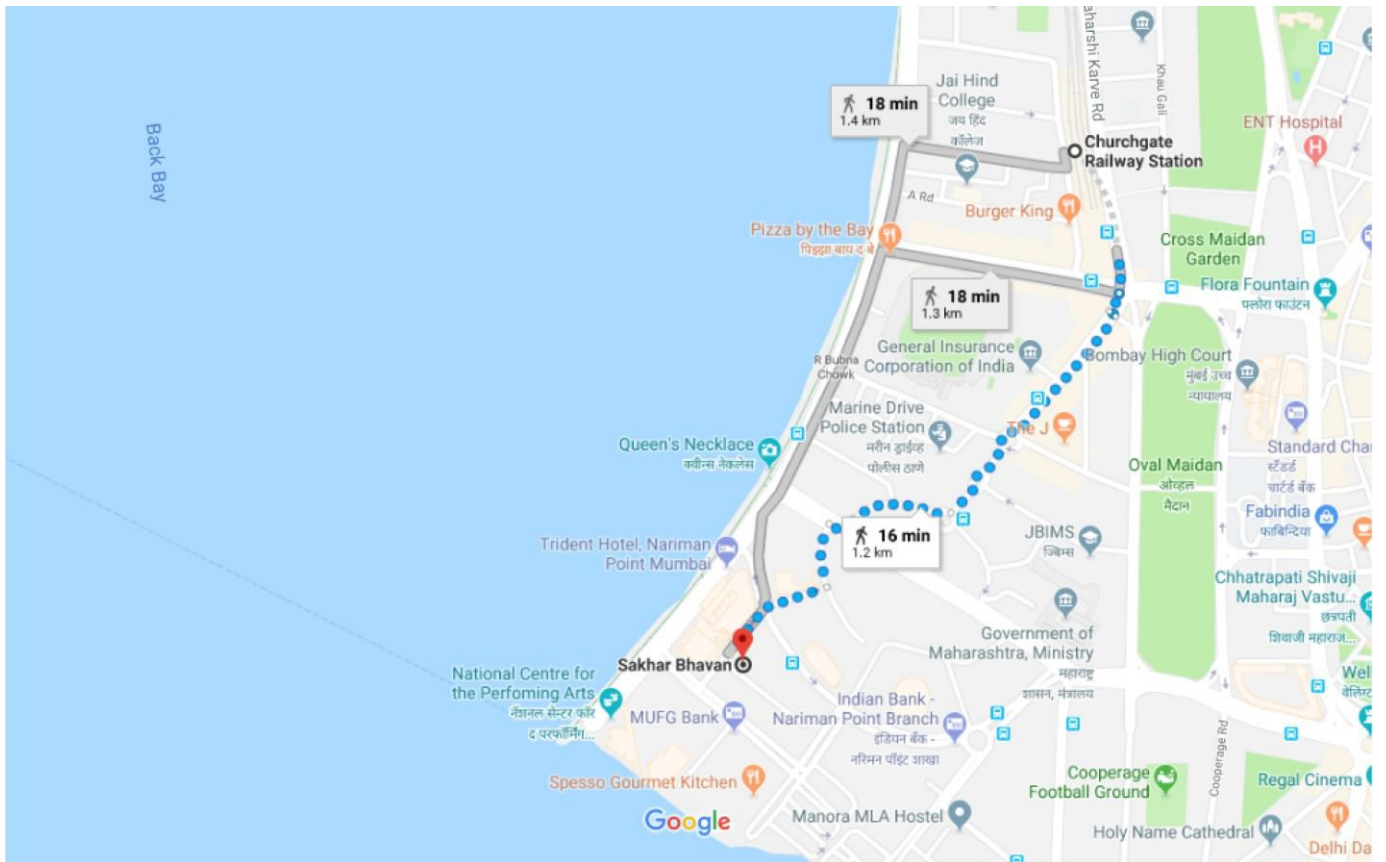 aharshi Karve Rd
Khau Gali
Jai Hind
College
जय हिंद
कॉलेज
18 min
1.4 km
ENT Hospital
H
Churchgate
Railway Station
Back Bay
A Rd
Burger King
Pizza by the Bay
पिझ्झा बाय द बे
Cross Maidan
Garden
Flora Fountain
फ्लोरा फाउंटन
18 min
1.3 km
General Insurance
Corporation of India
Bombay High Court
मुंबई उच्च
न्यायालय
R Bubna
Chowk
Marine Drive
Police Station
मरीन ड्राईव्ह
पोलीस ठाणे
The J
Queen's Necklace
क्वीन्स नेकलेस
Standard Cha
स्टँडर्ड
चार्टर्ड बँक
Oval Maidan
ओव्हल
मैदान
Fabindia
फाबिन्दिया
16 min
1.2 km
JBIMS
ज्बिम्स
Trident Hotel, Nariman
Point Mumbai
Chhatrapati Shivaji
Maharaj Vastu...
छत्रपती
शिवाजी महाराज...
Government of
Maharashtra, Ministry
महाराष्ट्र
शासन, मंत्रालय
Sakhar Bhavan
National Centre for
the Perfoming Arts
नॅशनल सेन्टर फॉर
द परफॉर्मिंग...
Wel
वेलिंग्ट
MUFG Bank
Indian Bank -
Nariman Point Branch
इंडियन बँक -
नरिमन पॉइंट शाखा
Cooperage Rd
Spesso Gourmet Kitchen
Cooperage
Football Ground
Regal Cinema
Google
Manora MLA Hostel
Holy Name Cathedral
Delhi Da